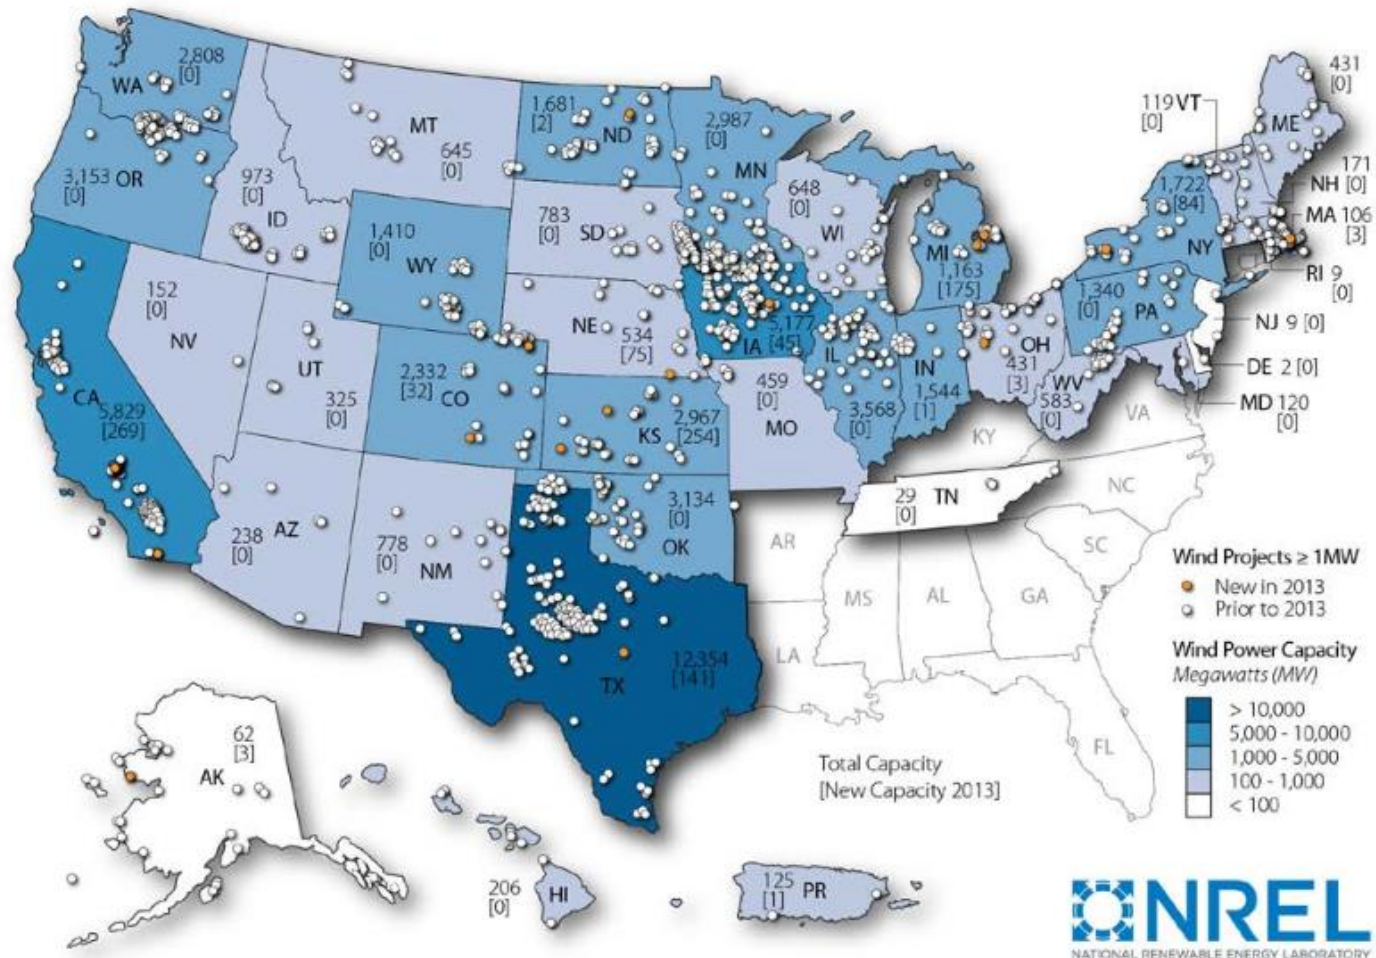 WA
2,808
[0]
3,153 OR
[0]
973
[0]
ID
MT
645
[0]
1,681
[2]
ND
2,987
[0]
MN
783
[0]
SD
1,410
[0]
WY
648
[0]
WI
MI
1,163
[175]
119 VT
[0]
431
[0]
ME
171
NH [0]
1,722
[84]
NY
MA 106
[3]
RI 9
[0]
NJ 9 [0]
DE 2 [0]
MD 120
[0]
1,340
[0]
PA
152
[0]
NV
UT
325
[0]
CA
5,829
[269]
2,332
[32] CO
NE
534
[75]
IA
5,177
[45]
IL
3,568
[0]
IN
1,544
[1]
OH
431
[3]
WV
583
[0]
VA
KY
KS
2,967
[254]
459
[0]
MO
29
[0]
TN
NC
SC
238
[0]
AZ
778
[0]
NM
3,134
[0]
OK
AR
MS
AL
GA
LA
FL
TX
12,354
[141]
62
[3]
AK
206
[0]
HI
125
[1]
PR
Total Capacity
[New Capacity 2013]
Wind Projects ≥ 1MW
New in 2013
Prior to 2013
Wind Power Capacity
Megawatts (MW)
> 10,000
5,000 - 10,000
1,000 - 5,000
100 - 1,000
< 100
NREL
NATIONAL RENEWABLE ENERGY LABORATORY